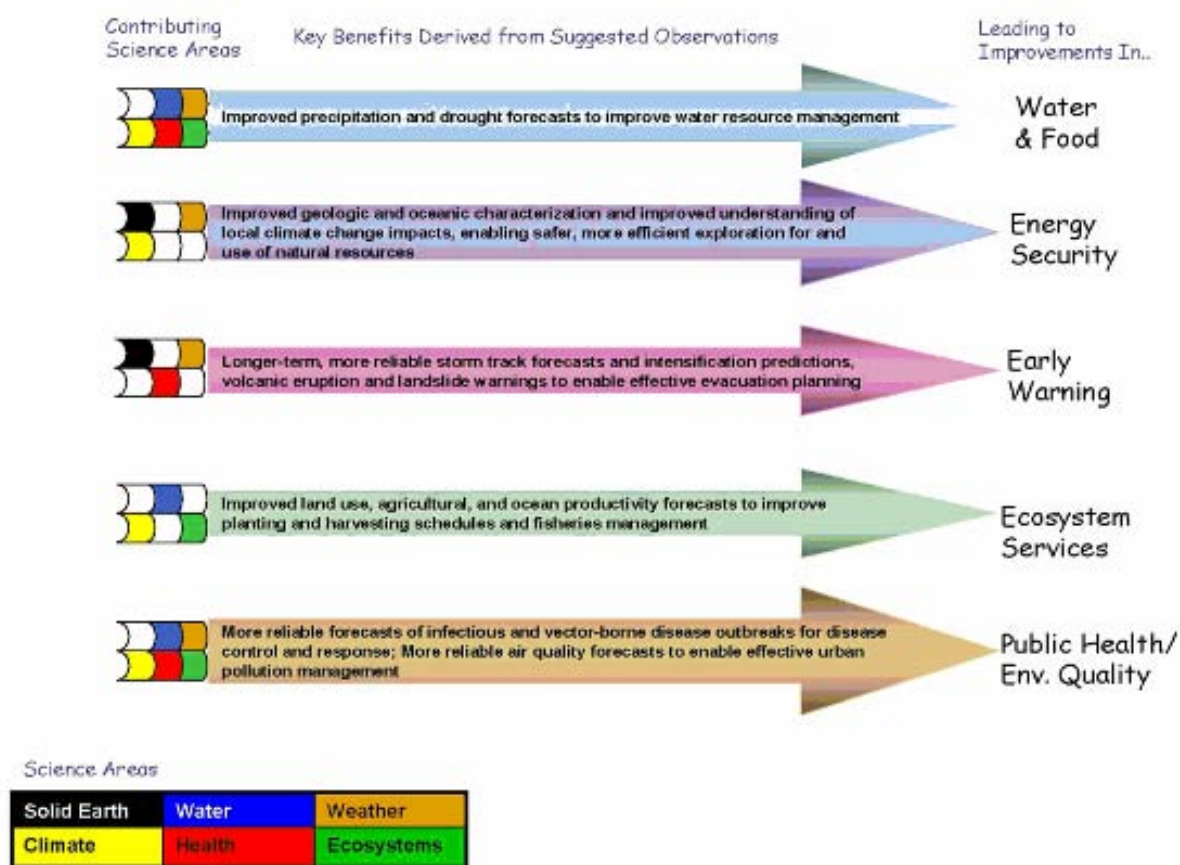 Contributing
Science Areas
Key Benefits Derived from Suggested Observations
Leading to
Improvements In..
Improved precipitation and drought forecasts to improve water resource management
Water
& Food
Improved geologic and oceanic characterization and improved understanding of
local climate change impacts, enabling safer, more efficient exploration for and
use of natural resources
Energy
Security
Longer-term, more reliable storm track forecasts and intensification predictions,
volcanic eruption and landslide warnings to enable effective evacuation planning
Early
Warning
Improved land use, agricultural, and ocean productivity forecasts to improve
planting and harvesting schedules and fisheries management
Ecosystem
Services
More reliable forecasts of infectious and vector-borne disease outbreaks for disease
control and response; More reliable air quality forecasts to enable effective urban
pollution management
Public Health/
Env. Quality
Science Areas
Solid Earth Water Weather
Climate Health Ecosystems